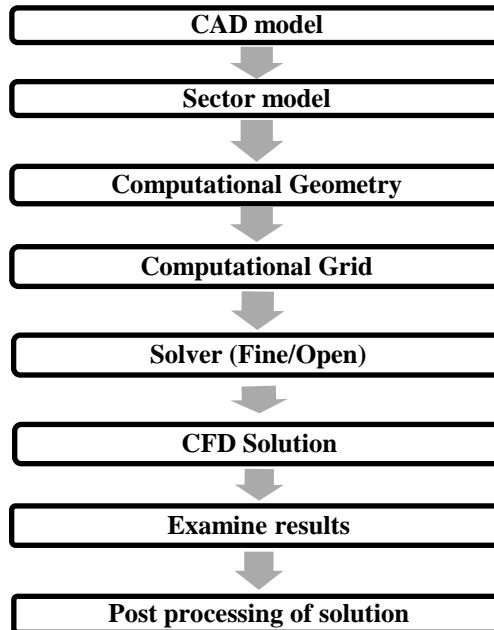 CAD model
Sector model
Computational Geometry
Computational Grid
Solver (Fine/Open)
CFD Solution
Examine results
Post processing of solution